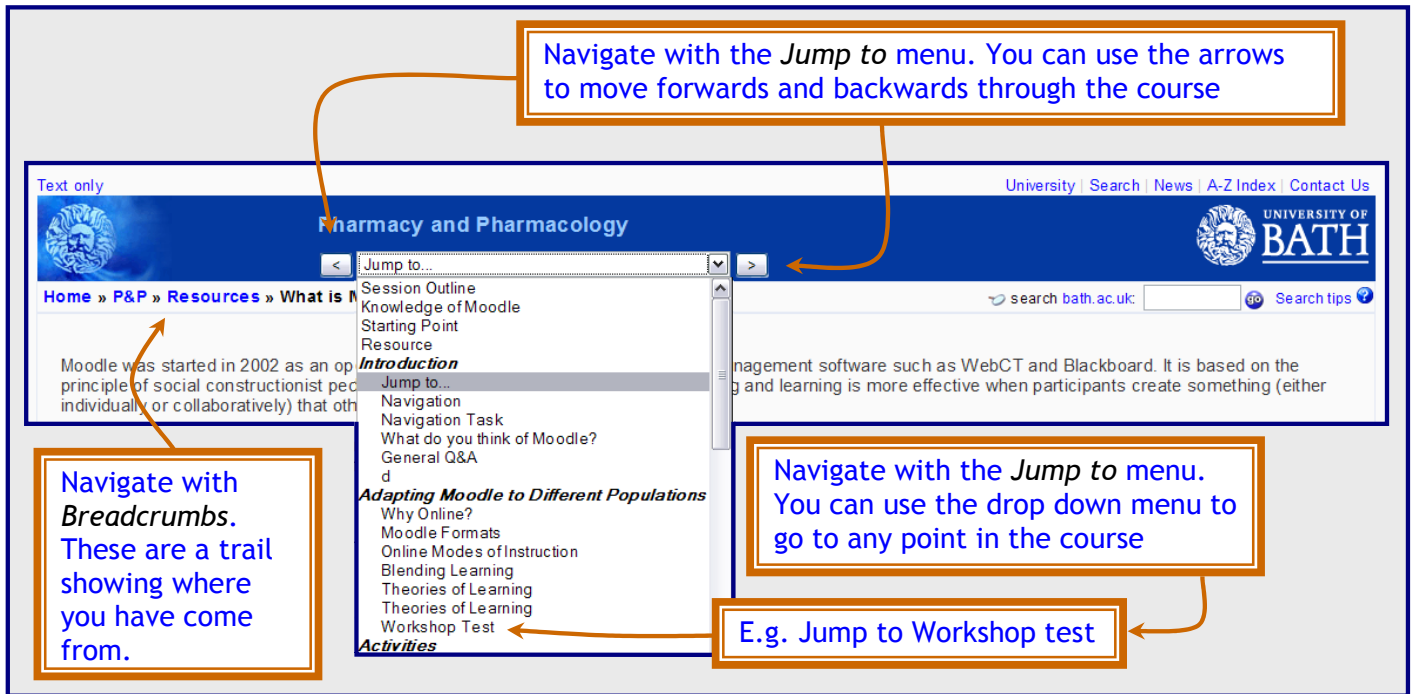 Navigate with the Jump to menu. You can use the arrows
to move forwards and backwards through the course
Text only
University | Search | News | A-Z Index | Contact Us
Pharmacy and Pharmacology
UNIVERSITY OF
BATH
< Jump to... >
Home » P&P » Resources » What is M
search bath.ac.uk: go Search tips ?
Session Outline
Knowledge of Moodle
Starting Point
Resource
Introduction
Jump to...
Navigation
Navigation Task
What do you think of Moodle?
General Q&A
d
Adapting Moodle to Different Populations
Why Online?
Moodle Formats
Online Modes of Instruction
Blending Learning
Theories of Learning
Theories of Learning
Workshop Test
Activities
Moodle was started in 2002 as an op nagement software such as WebCT and Blackboard. It is based on the
principle of social constructionist ped g and learning is more effective when participants create something (either
individually or collaboratively) that oth
Navigate with
Breadcrumbs.
These are a trail
showing where
you have come
from.
Navigate with the Jump to menu.
You can use the drop down menu to
go to any point in the course
E.g. Jump to Workshop test